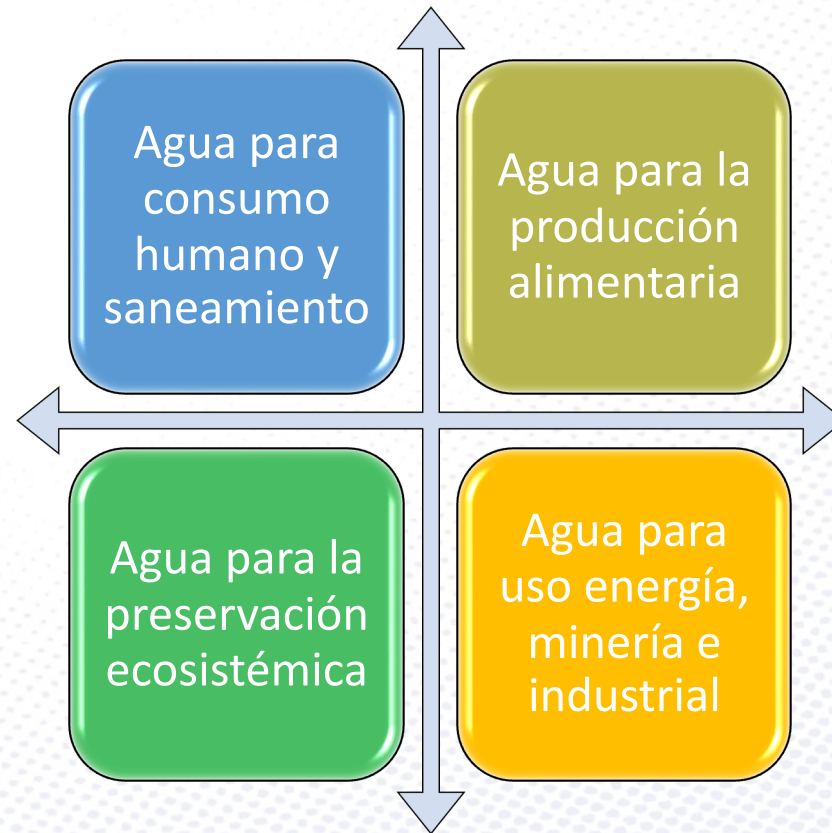 Agua para
consumo
humano y
saneamiento
Agua para la
producción
alimentaria
Agua para la
preservación
ecosistémica
Agua para
uso energía,
minería e
industrial